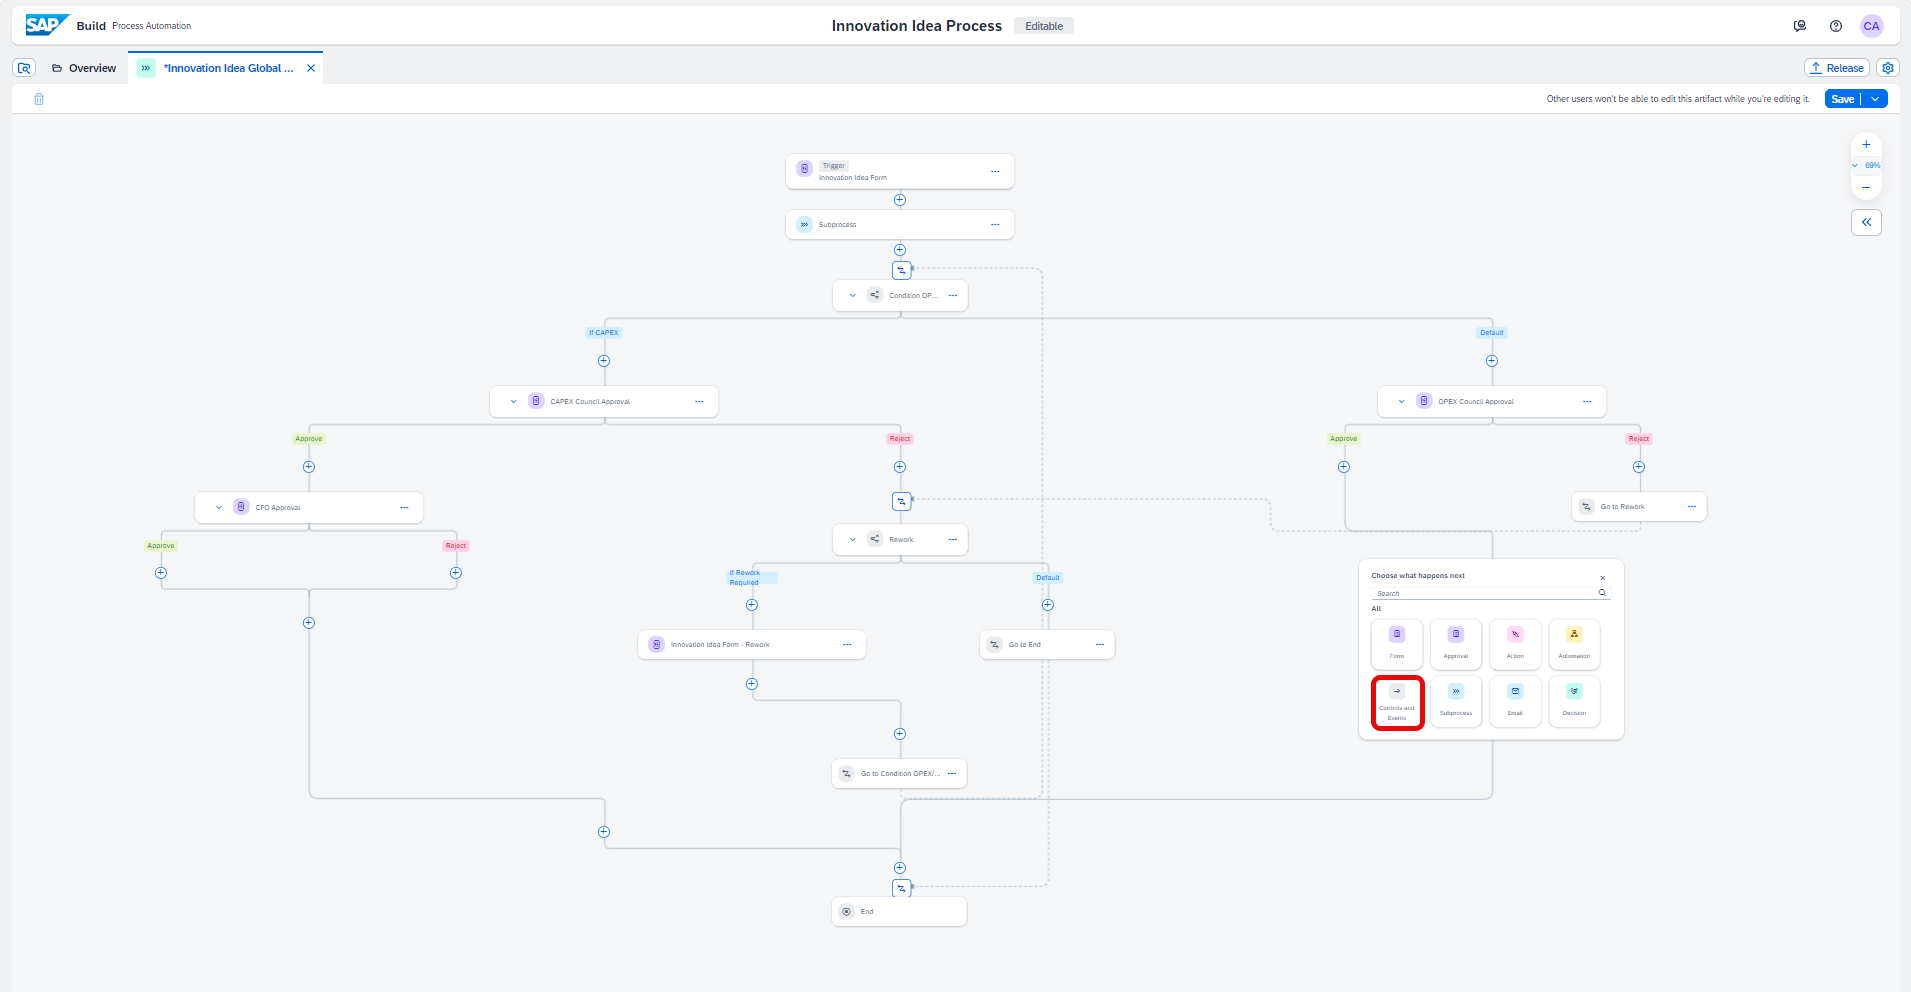 SAP Build Process Automation
Innovation Idea Process Editable
CA
Overview
*Innovation Idea Global ...
Release
Other users won't be able to edit this artifact while you're editing it.
Save
Trigger
Innovation Idea Form
69%
Subprocess
Condition OP...
If CAPEX
Default
CAPEX Council Approval
OPEX Council Approval
Approve
Reject
Approve
Reject
CFO Approval
Go to Rework
Approve
Reject
Rework
If Rework
Required
Default
Innovation Idea Form - Rework
Go to End
Choose what happens next
Search
All
Form
Approval
Action
Automation
Controls and
Events
Subprocess
Email
Decision
Go to Condition OPEX/...
End